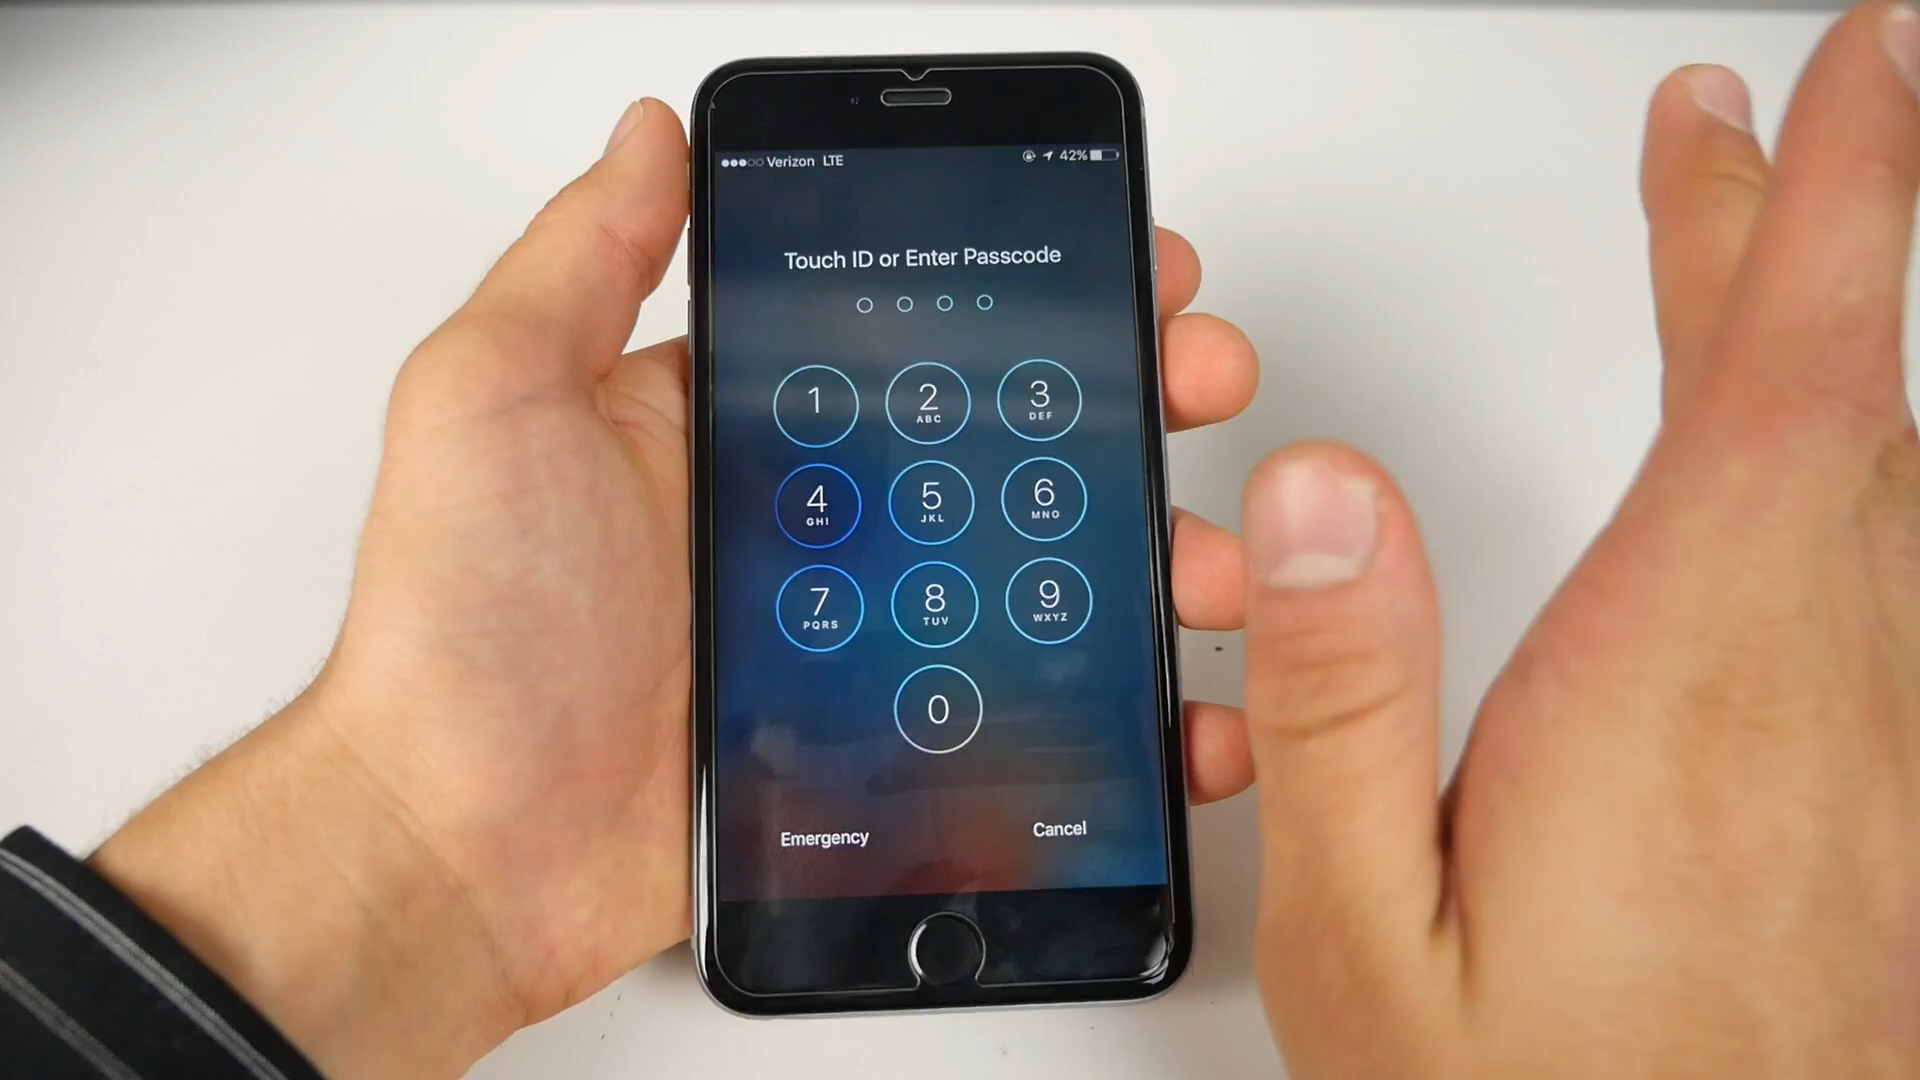 Verizon LTE 42%
Touch ID or Enter Passcode
1 2 3
ABC DEF
4 5 6
GHI JKL MNO
7 8 9
PQRS TUV WXYZ
0
Emergency Cancel